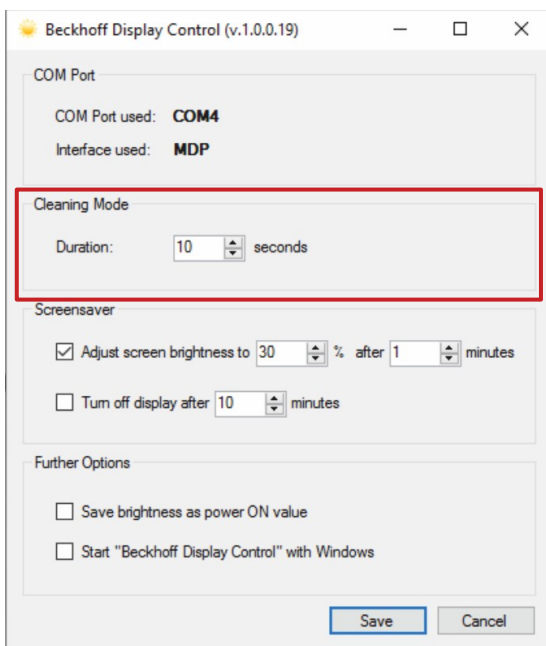 Beckhoff Display Control (v.1.0.0.19)
COM Port
COM Port used: COM4
Interface used: MDP
Cleaning Mode
Duration: 10 seconds
Screensaver
Adjust screen brightness to 30 % after 1 minutes
Turn off display after 10 minutes
Further Options
Save brightness as power ON value
Start "Beckhoff Display Control" with Windows
Save Cancel